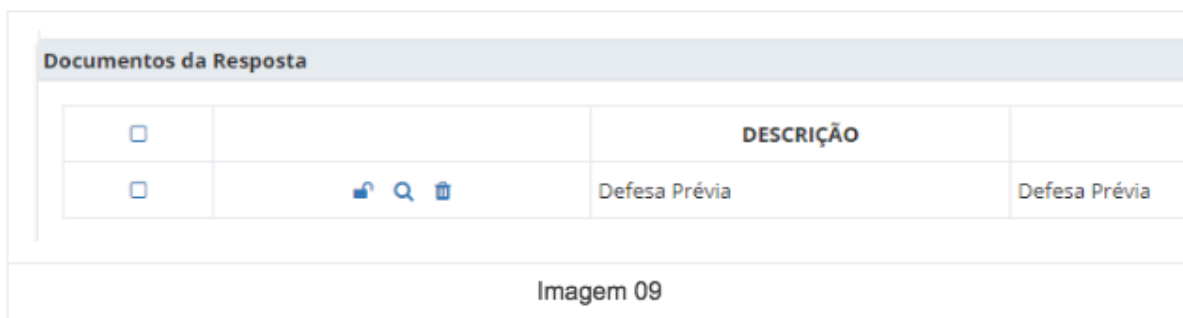 Documentos da Resposta
DESCRIÇÃO
Defesa Prévia Defesa Prévia
Imagem 09